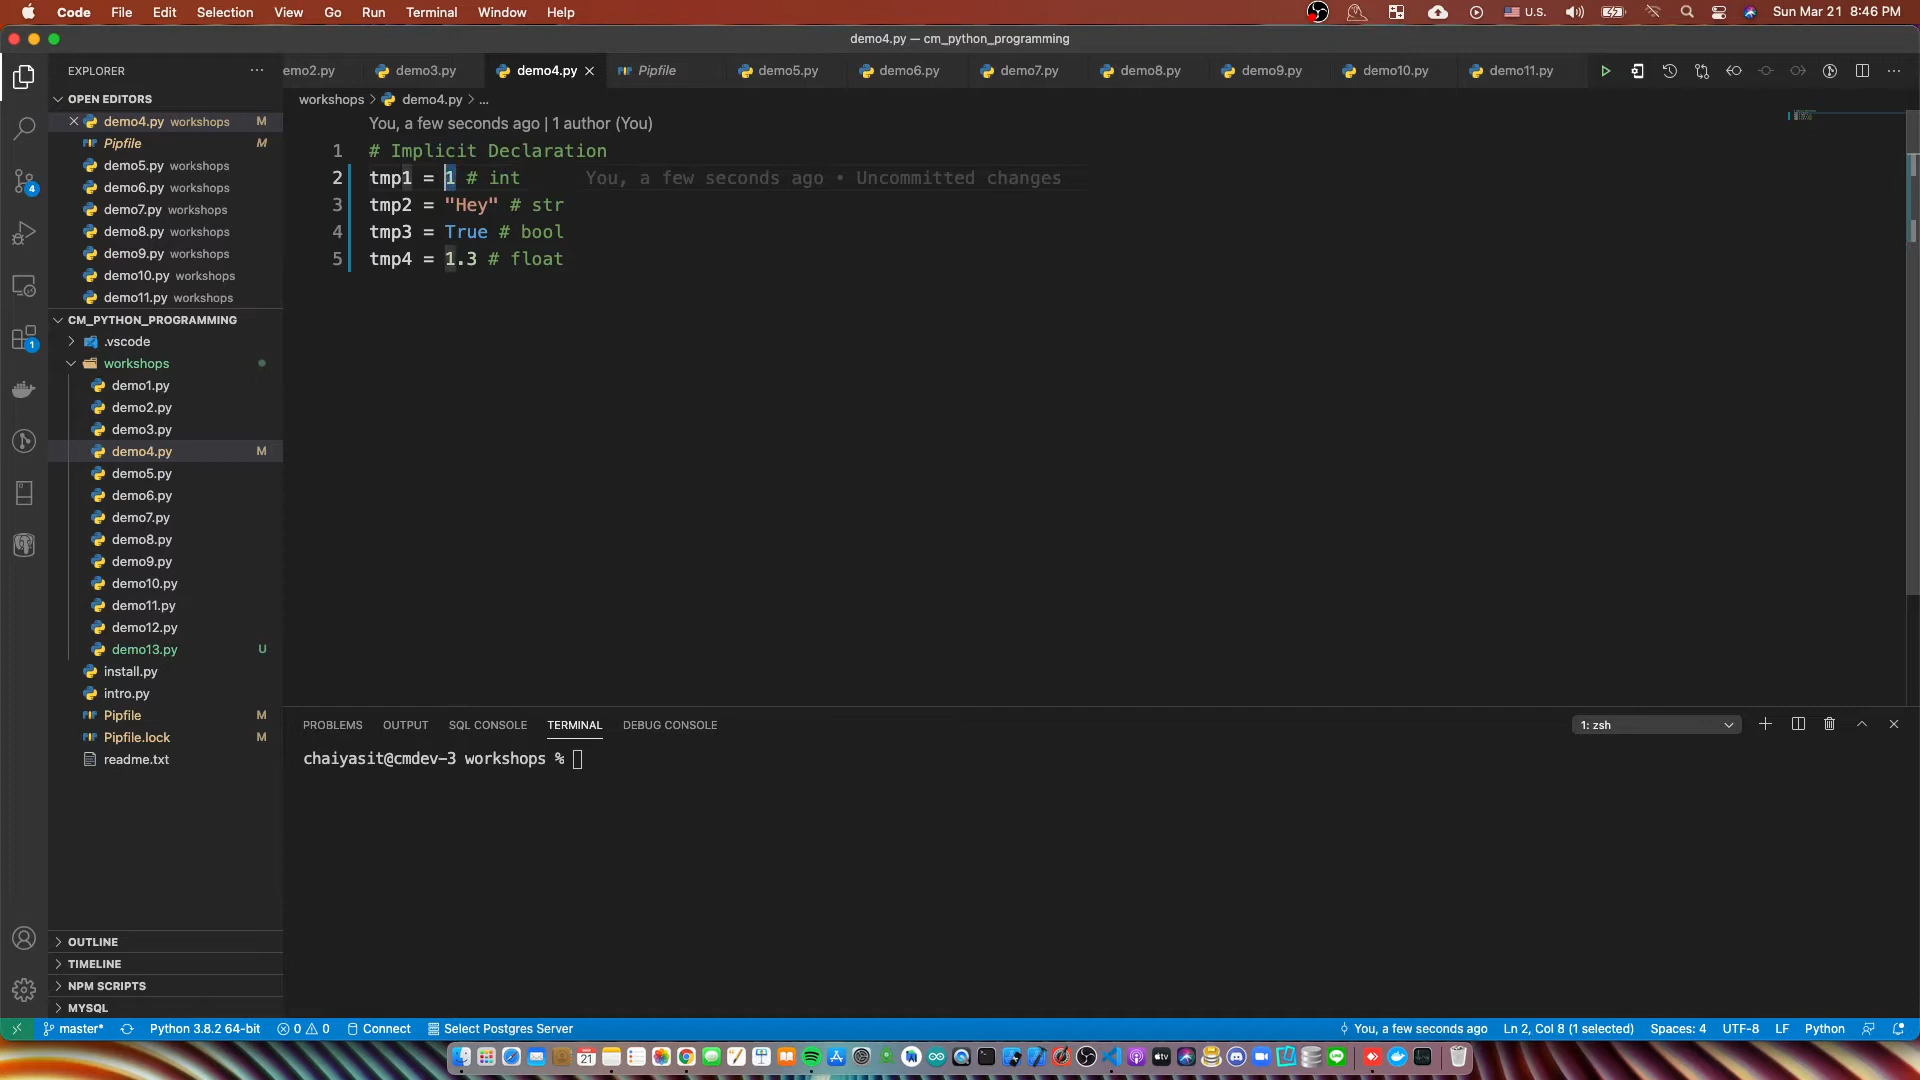 Code File Edit Selection View Go Run Terminal Window Help U.S. Sun Mar 21 8:46 PM
demo4.py — cm_python_programming
EXPLORER
emo2.py demo3.py demo4.py Pipfile demo5.py demo6.py demo7.py demo8.py demo9.py demo10.py demo11.py
OPEN EDITORS
demo4.py workshops M
Pipfile M
demo5.py workshops
demo6.py workshops
demo7.py workshops
demo8.py workshops
demo9.py workshops
demo10.py workshops
demo11.py workshops
CM_PYTHON_PROGRAMMING
.vscode
workshops
demo1.py
demo2.py
demo3.py
demo4.py M
demo5.py
demo6.py
demo7.py
demo8.py
demo9.py
demo10.py
demo11.py
demo12.py
demo13.py U
install.py
intro.py
Pipfile M
Pipfile.lock M
readme.txt
OUTLINE
TIMELINE
NPM SCRIPTS
MYSQL
4
1
workshops > demo4.py > ...
You, a few seconds ago | 1 author (You)
1 # Implicit Declaration
2 tmp1 = 1 # int You, a few seconds ago • Uncommitted changes
3 tmp2 = "Hey" # str
4 tmp3 = True # bool
5 tmp4 = 1.3 # float
PROBLEMS OUTPUT SQL CONSOLE TERMINAL DEBUG CONSOLE 1: zsh
chaiyasit@cmdev-3 workshops %
master* Python 3.8.2 64-bit 0 0 Connect Select Postgres Server You, a few seconds ago Ln 2, Col 8 (1 selected) Spaces: 4 UTF-8 LF Python
21